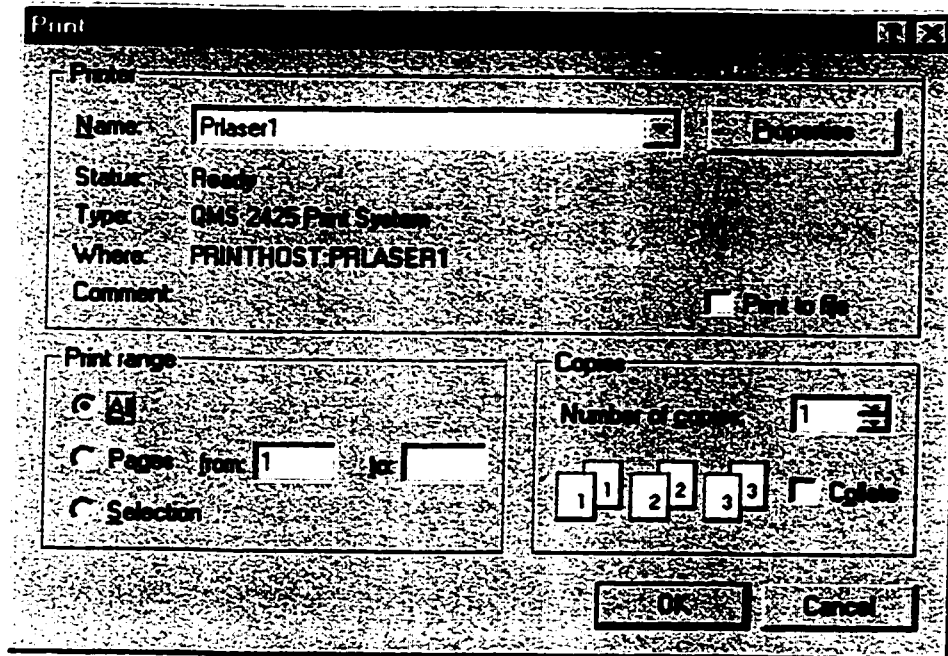 Print
Printer
Name: Prlaser1 Properties
Status: Ready
Type: QMS 2425 Print System
Where: PRINTHOST:PRLASER1
Comment:
Print to file
Print range
All
Pages from: 1 to:
Selection
Copies
Number of copies: 1
1 1 2 2 3 3 Collate
OK Cancel